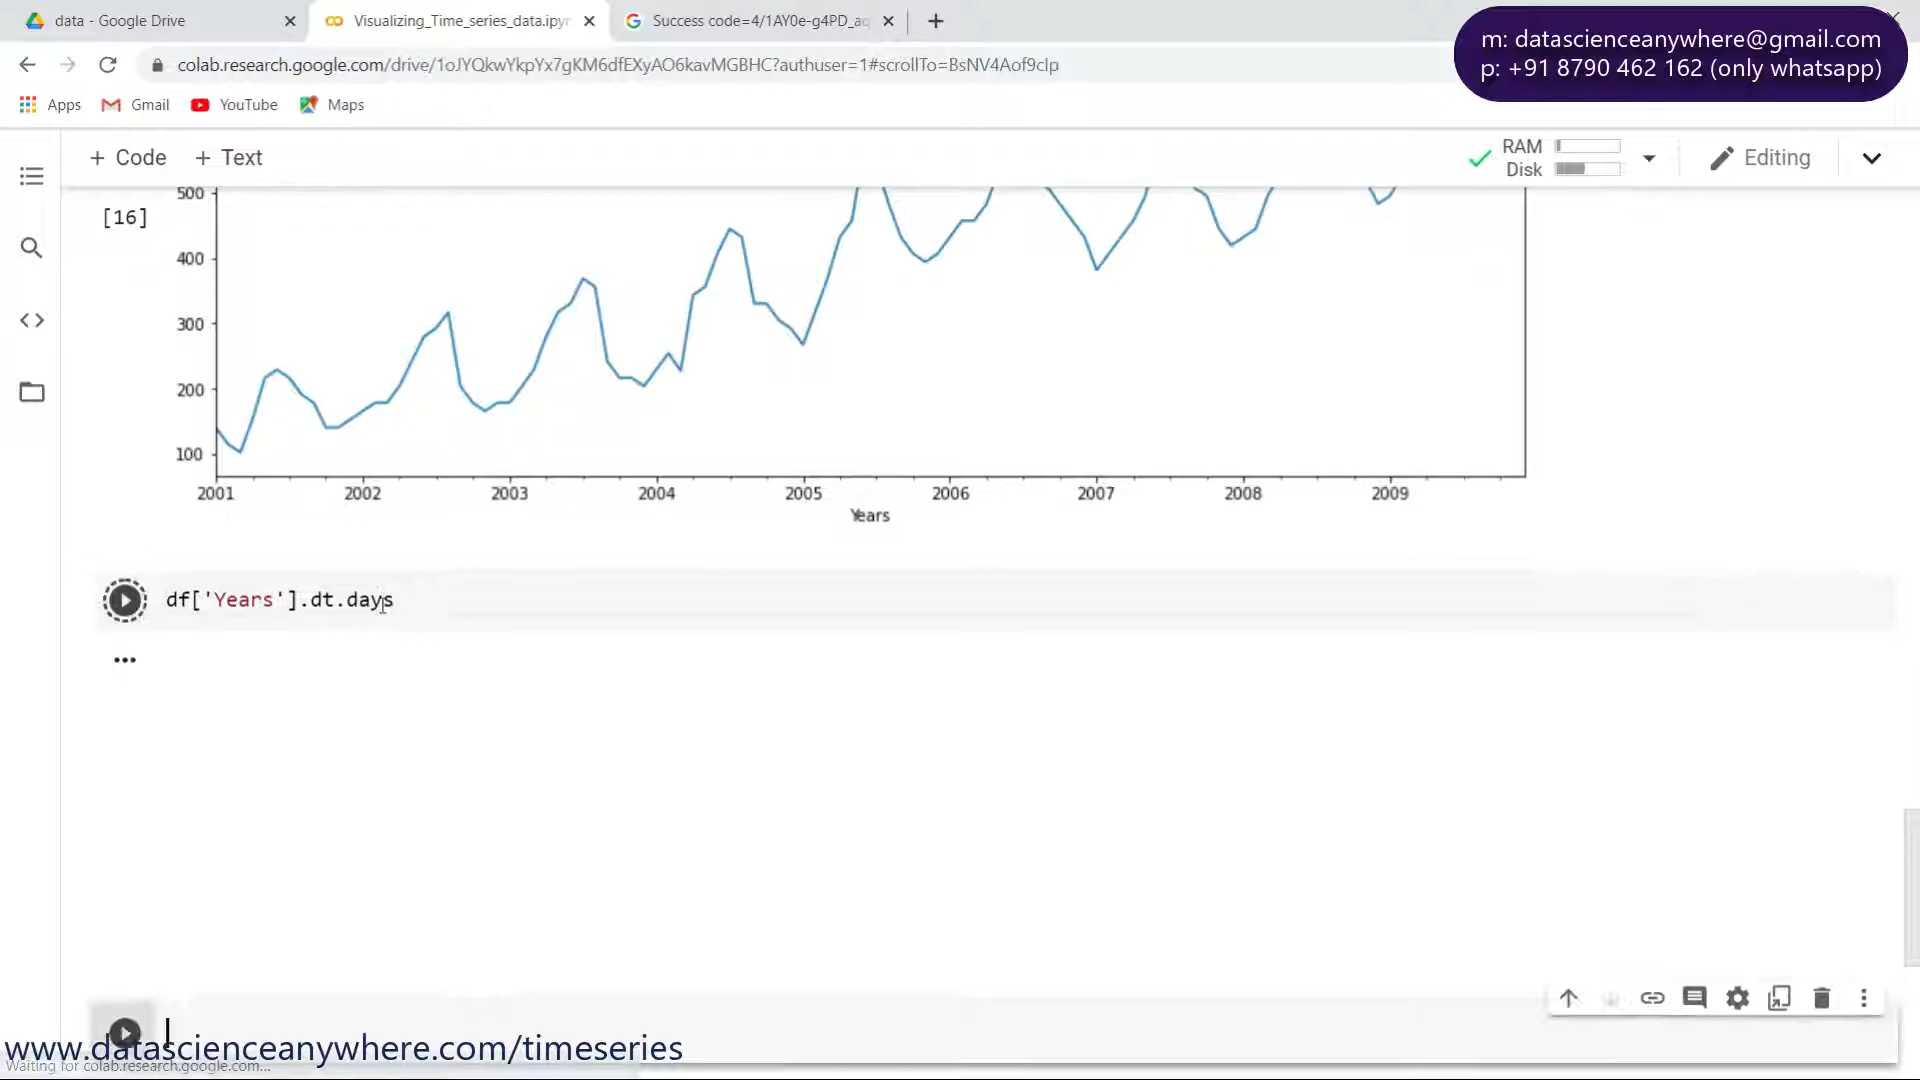 data - Google Drive
Visualizing_Time_series_data.ipyn
Success code=4/1AY0e-g4PD_aq
m: datascienceanywhere@gmail.com
p: +91 8790 462 162 (only whatsapp)
colab.research.google.com/drive/1oJYQkwYkpYx7gKM6dfEXyAO6kavMGBHC?authuser=1#scrollTo=BsNV4Aof9cIp
Apps Gmail YouTube Maps
+ Code + Text
RAM
Disk
Editing
[16]
500
400
300
200
100
2001 2002 2003 2004 2005 2006 2007 2008 2009
Years
df['Years'].dt.days
www.datascienceanywhere.com/timeseries
Waiting for colab.research.google.com...